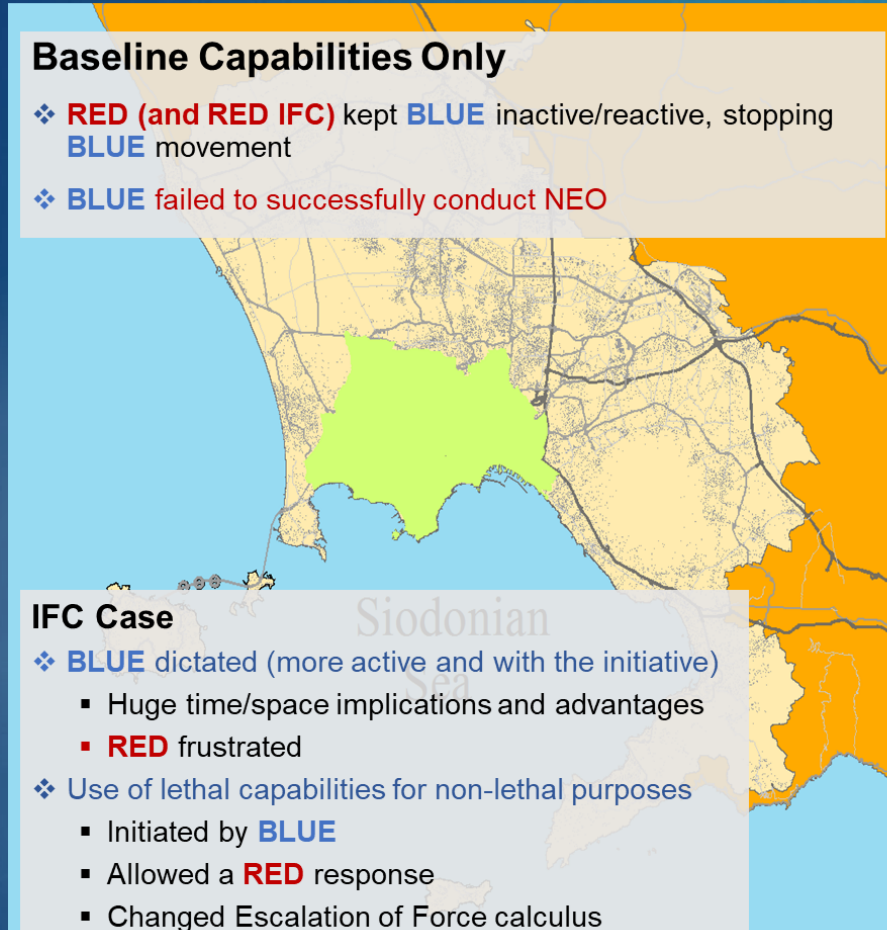 Baseline Capabilities Only
❖ RED (and RED IFC) kept BLUE inactive/reactive, stopping
BLUE movement
❖ BLUE failed to successfully conduct NEO
Siodonian
Sea
IFC Case
❖ BLUE dictated (more active and with the initiative)
▪ Huge time/space implications and advantages
▪ RED frustrated
❖ Use of lethal capabilities for non-lethal purposes
▪ Initiated by BLUE
▪ Allowed a RED response
▪ Changed Escalation of Force calculus